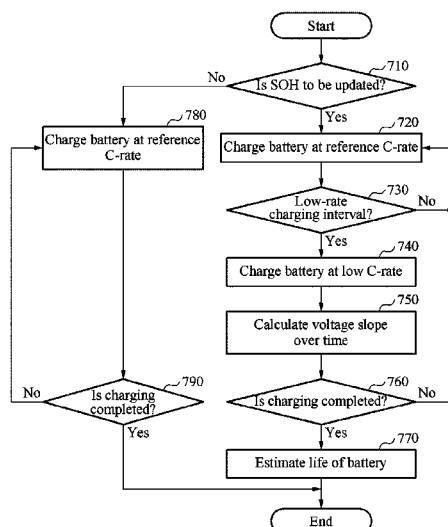 Start
710
Is SOH to be updated?
No
Yes
780
Charge battery at reference
C-rate
720
Charge battery at reference C-rate
730
Low-rate
charging interval?
No
Yes
740
Charge battery at low C-rate
750
Calculate voltage slope
over time
790
Is charging
completed?
No
Yes
760
Is charging completed?
No
Yes
770
Estimate life of battery
End